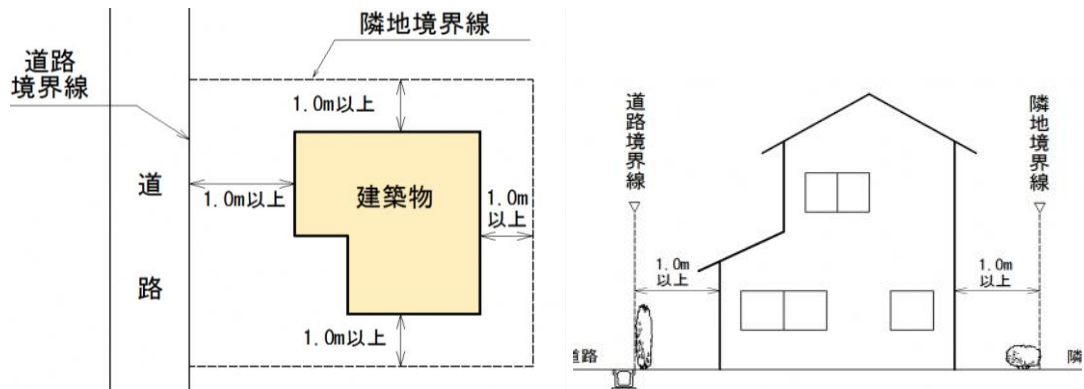 隣地境界線
道路
境界線
1.0m以上
道
路
1.0m以上
建築物
1.0m
以上
1.0m以上
道路境界線
隣地境界線
1.0m
以上
1.0m
以上
道路
隣